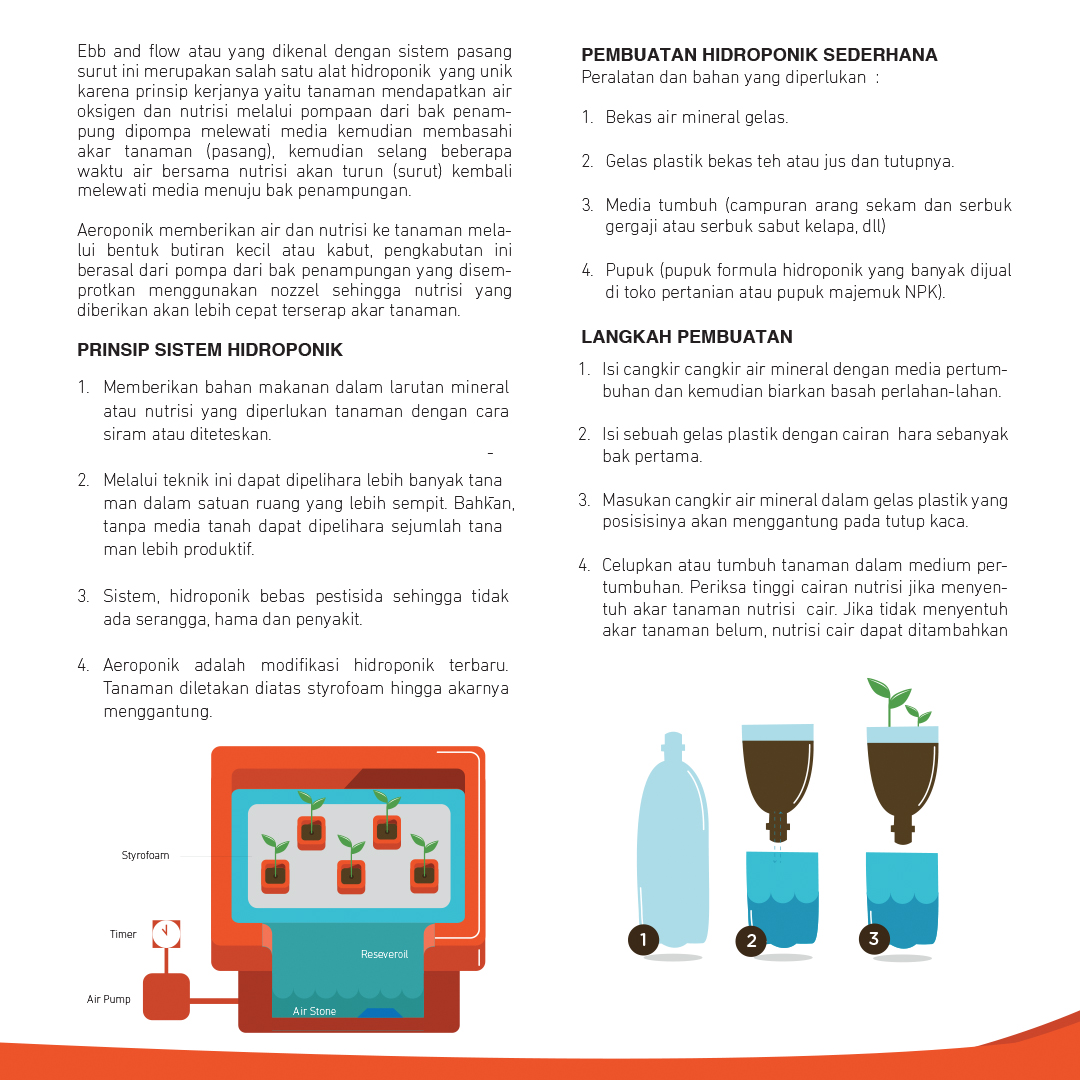 Ebb and flow atau yang dikenal dengan sistem pasang
surut ini merupakan salah satu alat hidroponik yang unik
karena prinsip kerjanya yaitu tanaman mendapatkan air
oksigen dan nutrisi melalui pompaan dari bak penam-
pung dipompa melewati media kemudian membasahi
akar tanaman (pasang), kemudian selang beberapa
waktu air bersama nutrisi akan turun (surut) kembali
melewati media menuju bak penampungan.
Aeroponik memberikan air dan nutrisi ke tanaman mela-
lui bentuk butiran kecil atau kabut, pengkabutan ini
berasal dari pompa dari bak penampungan yang disem-
protkan menggunakan nozzel sehingga nutrisi yang
diberikan akan lebih cepat terserap akar tanaman.
PRINSIP SISTEM HIDROPONIK
1. Memberikan bahan makanan dalam larutan mineral
atau nutrisi yang diperlukan tanaman dengan cara
siram atau diteteskan.
-
2. Melalui teknik ini dapat dipelihara lebih banyak tana
man dalam satuan ruang yang lebih sempit. Bahkan,
-
tanpa media tanah dapat dipelihara sejumlah tana
man lebih produktif.
3. Sistem, hidroponik bebas pestisida sehingga tidak
ada serangga, hama dan penyakit.
4. Aeroponik adalah modifikasi hidroponik terbaru.
Tanaman diletakan diatas styrofoam hingga akarnya
menggantung.
Styrofoam
Timer
Reseveroil
Air Pump
Air Stone
PEMBUATAN HIDROPONIK SEDERHANA
Peralatan dan bahan yang diperlukan :
1. Bekas air mineral gelas.
2. Gelas plastik bekas teh atau jus dan tutupnya.
3. Media tumbuh (campuran arang sekam dan serbuk
gergaji atau serbuk sabut kelapa, dll)
4. Pupuk (pupuk formula hidroponik yang banyak dijual
di toko pertanian atau pupuk majemuk NPK).
LANGKAH PEMBUATAN
1. Isi cangkir cangkir air mineral dengan media pertum-
buhan dan kemudian biarkan basah perlahan-lahan.
2. Isi sebuah gelas plastik dengan cairan hara sebanyak
bak pertama.
3. Masukan cangkir air mineral dalam gelas plastik yang
posisisinya akan menggantung pada tutup kaca.
4. Celupkan atau tumbuh tanaman dalam medium per-
tumbuhan. Periksa tinggi cairan nutrisi jika menyen-
tuh akar tanaman nutrisi cair. Jika tidak menyentuh
akar tanaman belum, nutrisi cair dapat ditambahkan
1
2
3